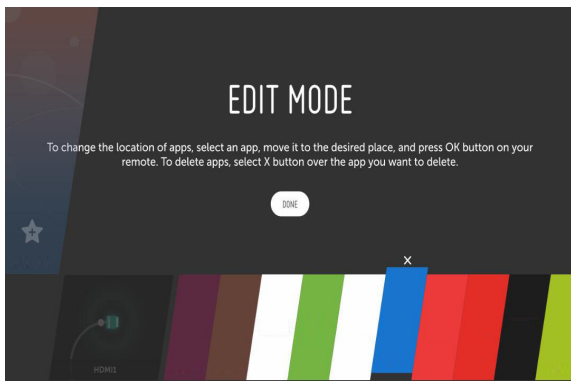 EDIT MODE
To change the location of apps, select an app, move it to the desired place, and press OK button on your
remote. To delete apps, select X button over the app you want to delete.
DONE
X
HDMI1